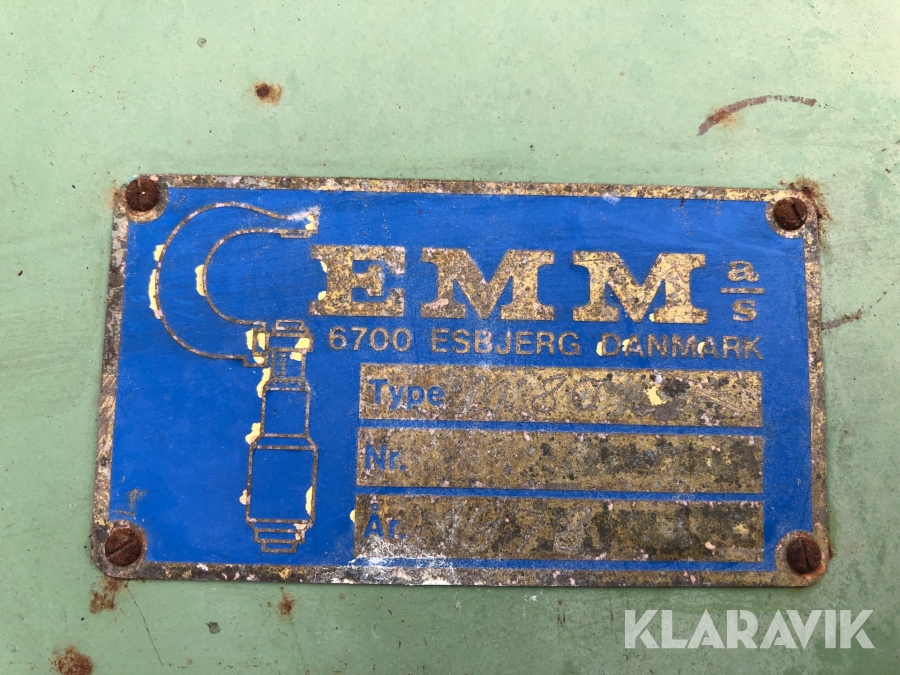 EMM a/s
6700 ESBJERG DANMARK
Type
Nr.
År.
KLARAVIK